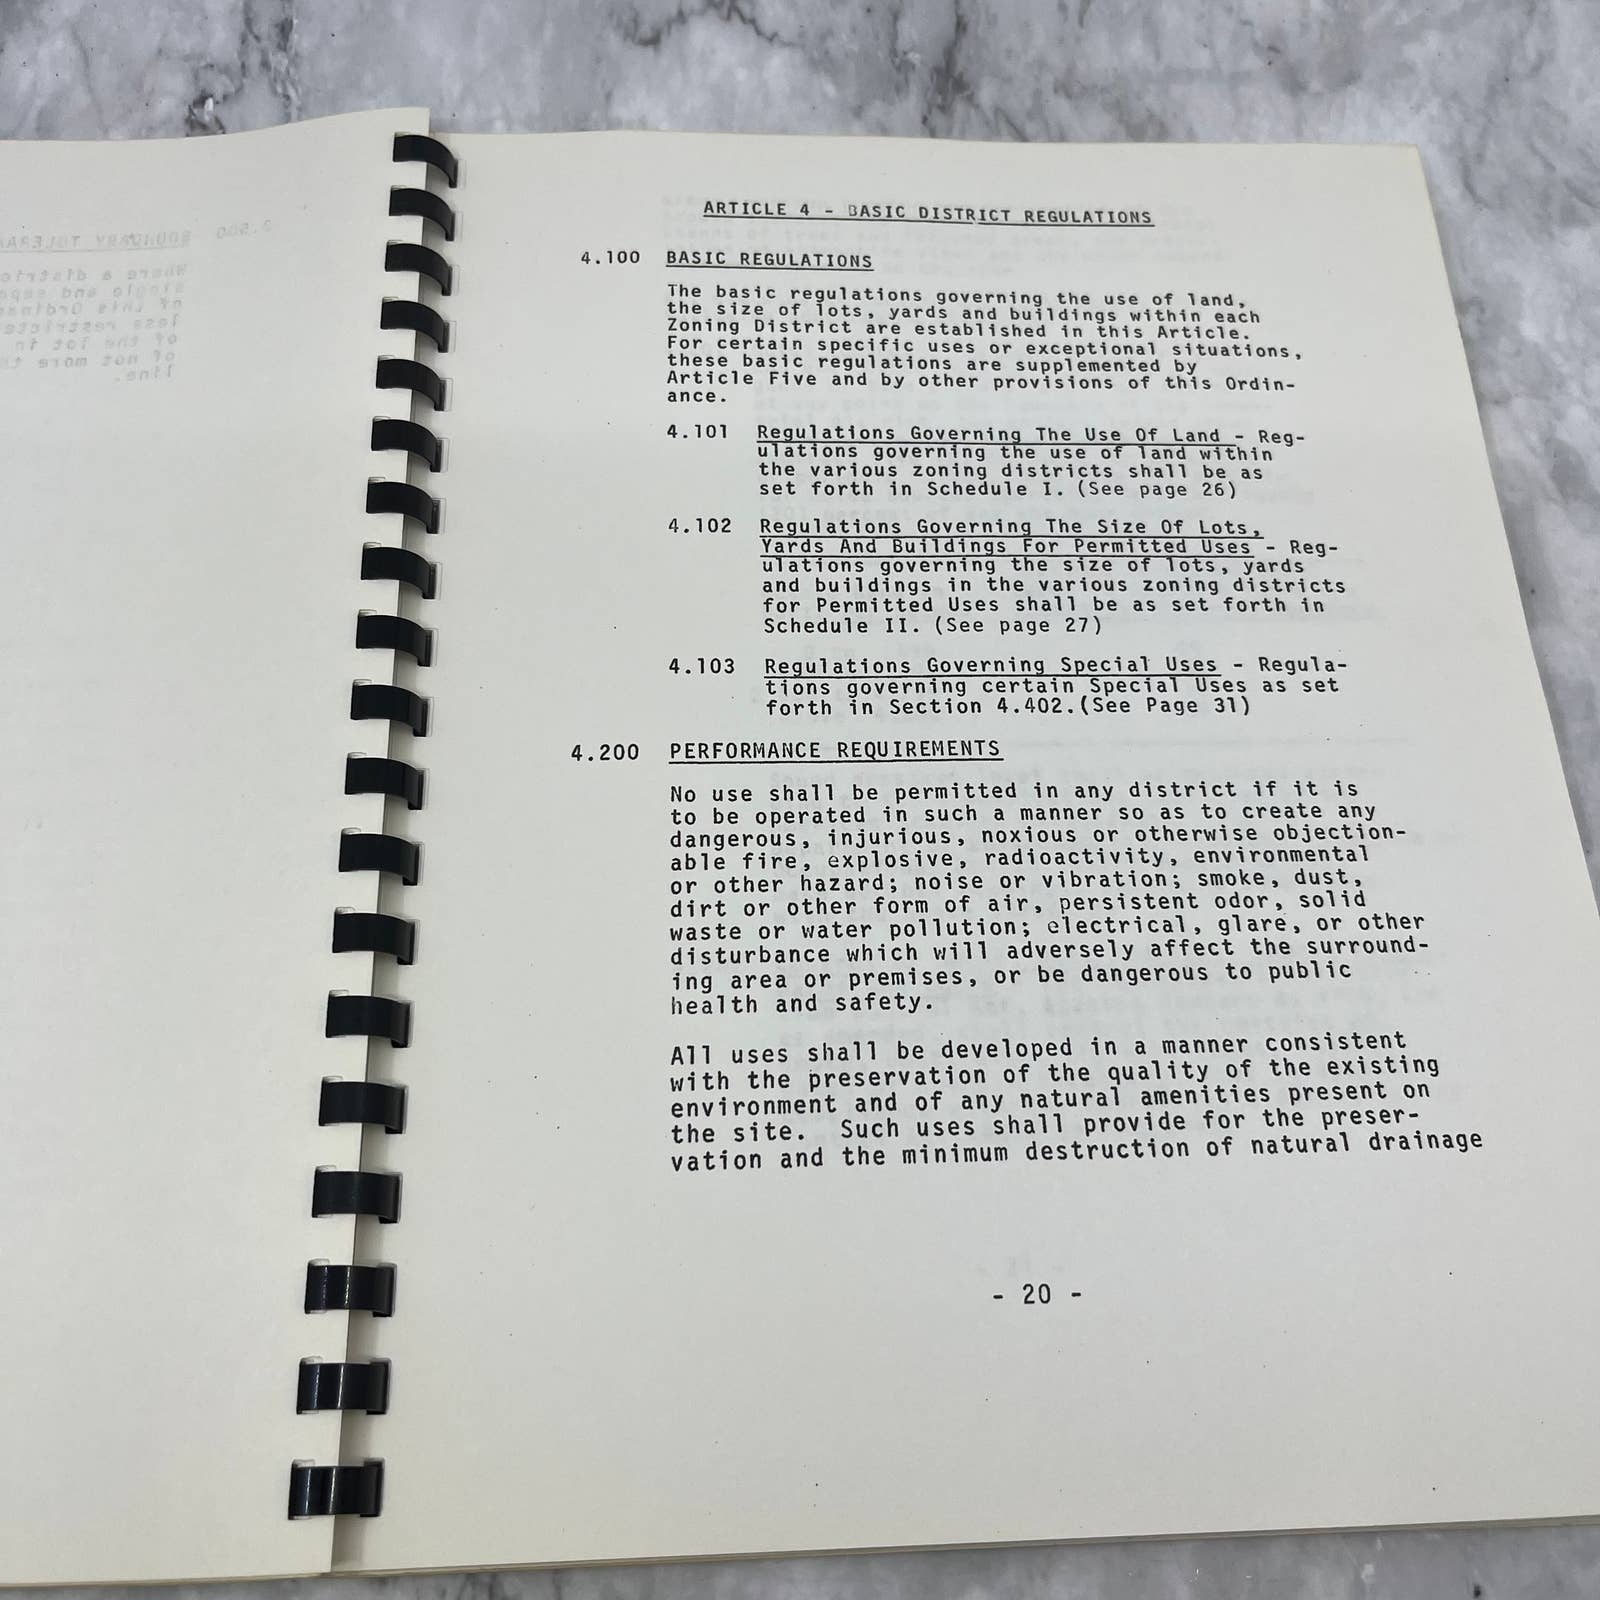 ARTICLE 4 - BASIC DISTRICT REGULATIONS
4.100 BASIC REGULATIONS
The basic regulations governing the use of land,
the size of lots, yards and buildings within each
Zoning District are established in this Article.
For certain specific uses or exceptional situations,
these basic regulations are supplemented by
Article Five and by other provisions of this Ordin-
ance.
4.101 Regulations Governing The Use Of Land - Reg-
ulations governing the use of land within
the various zoning districts shall be as
set forth in Schedule I. (See page 26)
4.102 Regulations Governing The Size Of Lots,
Yards And Buildings For Permitted Uses - Reg-
ulations governing the size of lots, yards
and buildings in the various zoning districts
for Permitted Uses shall be as set forth in
Schedule II. (See page 27)
4.103 Regulations Governing Special Uses - Regula-
tions governing certain Special Uses as set
forth in Section 4.402.(See Page 31)
4.200 PERFORMANCE REQUIREMENTS
No use shall be permitted in any district if it is
to be operated in such a manner so as to create any
dangerous, injurious, noxious or otherwise objection-
able fire, explosive, radioactivity, environmental
or other hazard; noise or vibration; smoke, dust,
dirt or other form of air, persistent odor, solid
waste or water pollution; electrical, glare, or other
disturbance which will adversely affect the surround-
ing area or premises, or be dangerous to public
health and safety.
All uses shall be developed in a manner consistent
with the preservation of the quality of the existing
environment and of any natural amenities present on
the site. Such uses shall provide for the preser-
vation and the minimum destruction of natural drainage
- 20 -